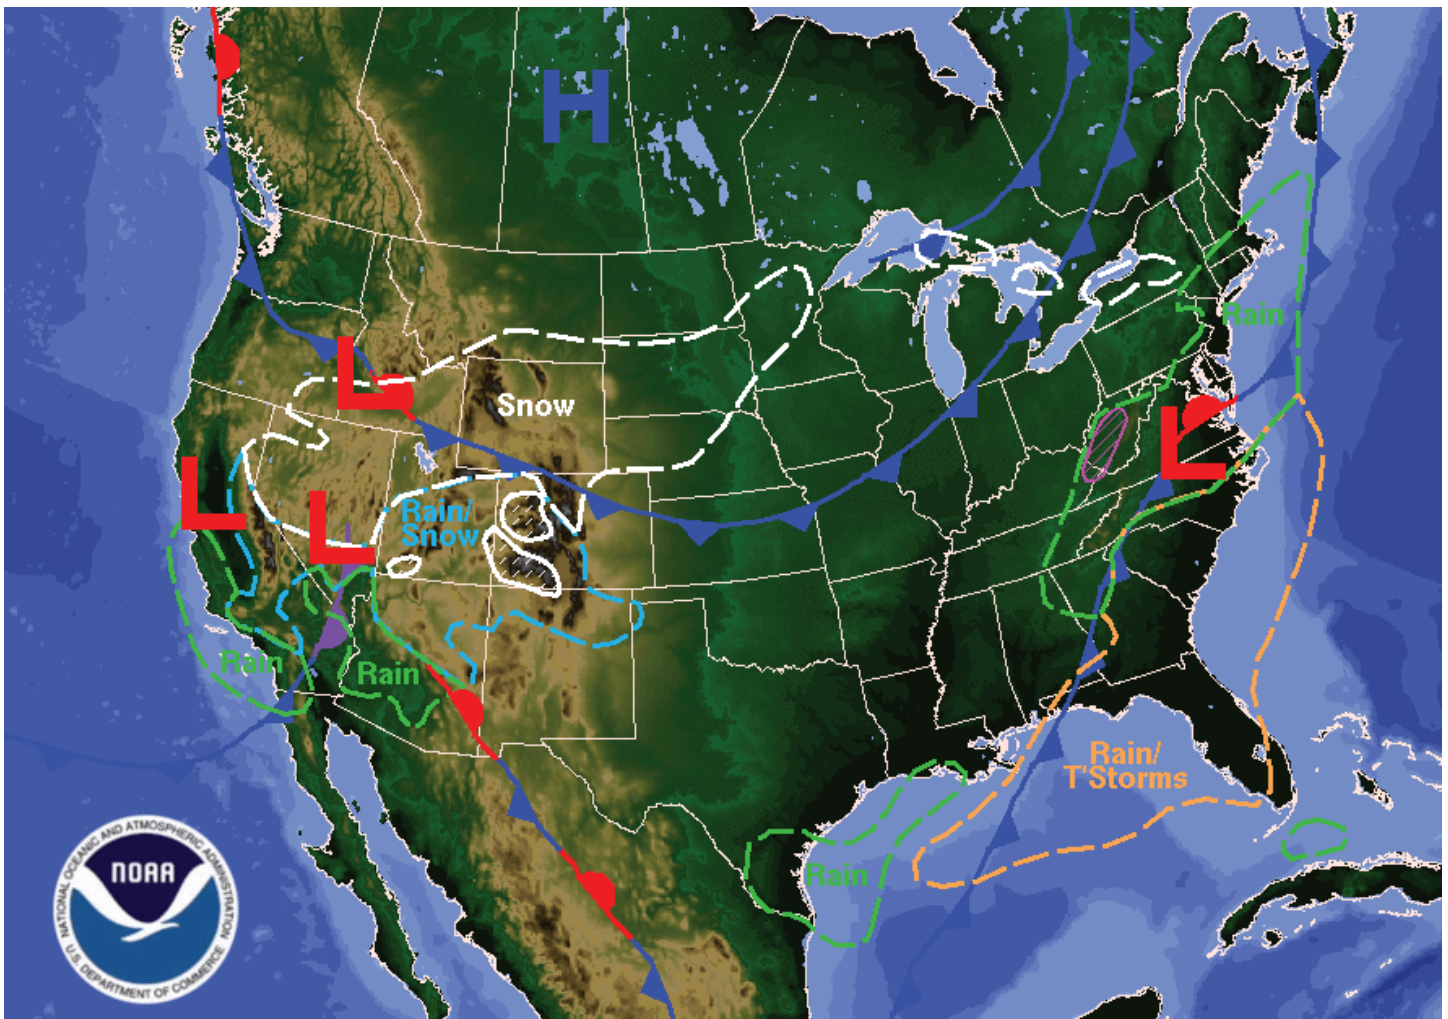 H
L
Snow
Rain
L
L
Rain/
Snow
L
Rain
Rain
Rain/
T'Storms
Rain
NATIONAL OCEANIC AND ATMOSPHERIC ADMINISTRATION
NOAA
U.S. DEPARTMENT OF COMMERCE